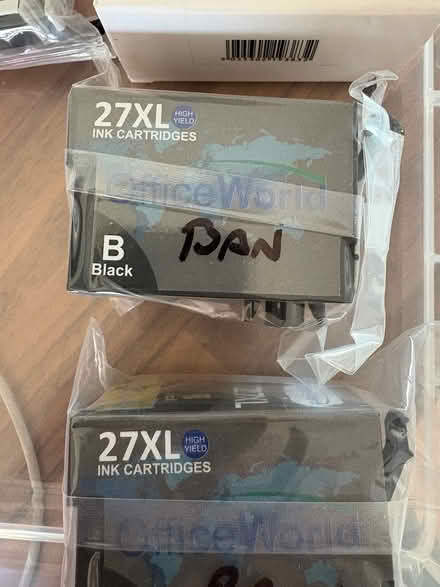 27XL HIGH YIELD
INK CARTRIDGES
OfficeWorld
BAN
B
Black
27XL HIGH YIELD
INK CARTRIDGES
OfficeWorld